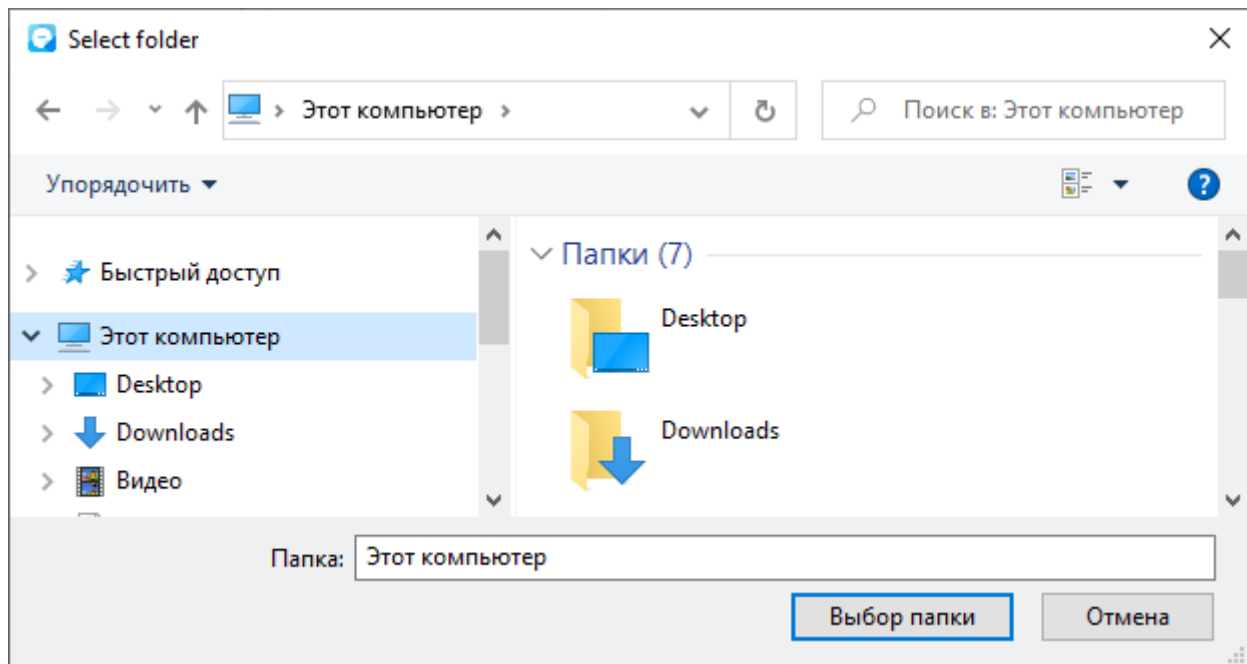 Select folder
Этот компьютер
Поиск в: Этот компьютер
Упорядочить
?
Быстрый доступ
Этот компьютер
Desktop
Downloads
Видео
Папки (7)
Desktop
Downloads
Папка: Этот компьютер
Выбор папки
Отмена